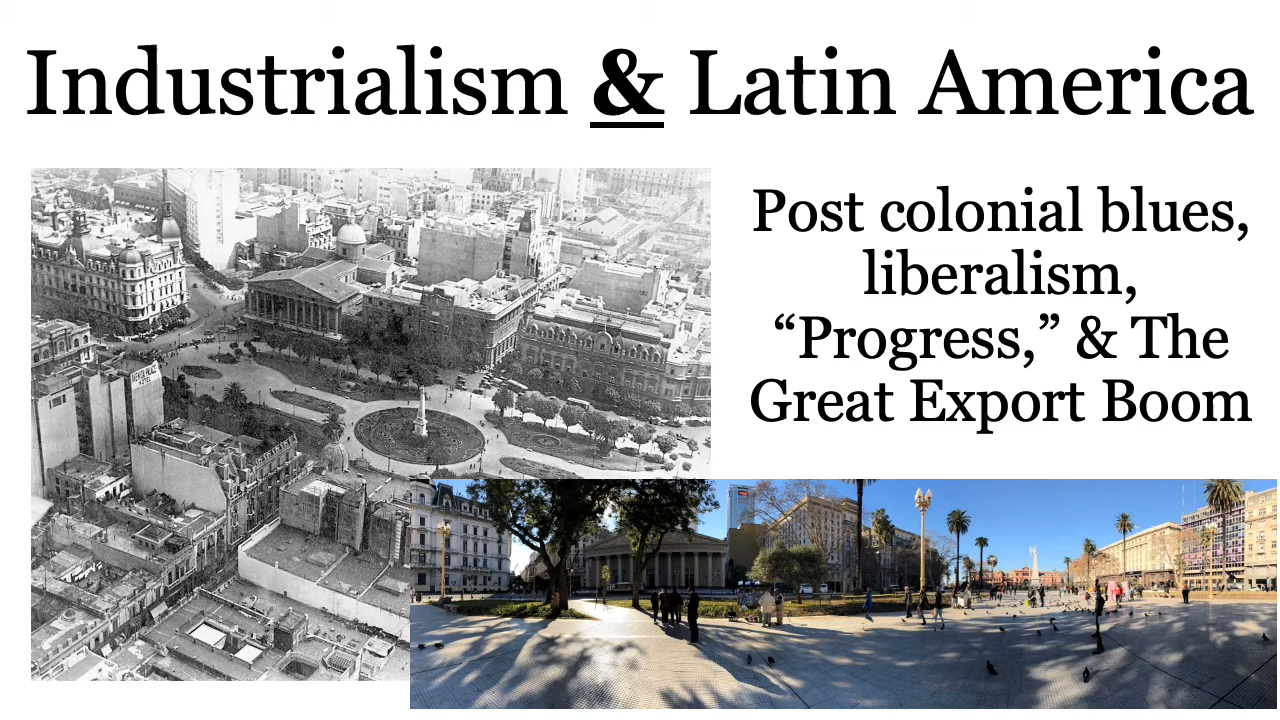 Industrialism & Latin America
Post colonial blues,
liberalism,
“Progress,” & The
Great Export Boom